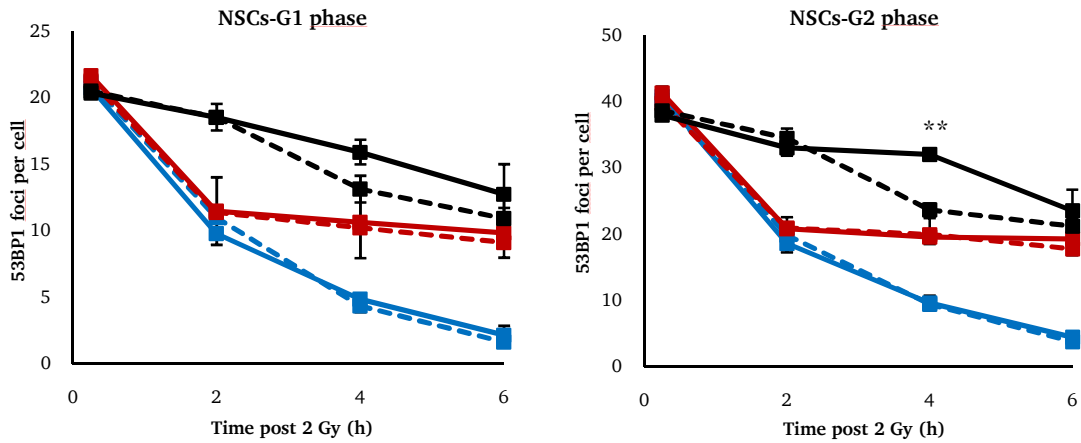 NSCs-G1 phase
25
20
15
10
5
0
53BP1 foci per cell
0 2 4 6
Time post 2 Gy (h)
NSCs-G2 phase
50
40
30
20
10
0
53BP1 foci per cell
**
0 2 4 6
Time post 2 Gy (h)